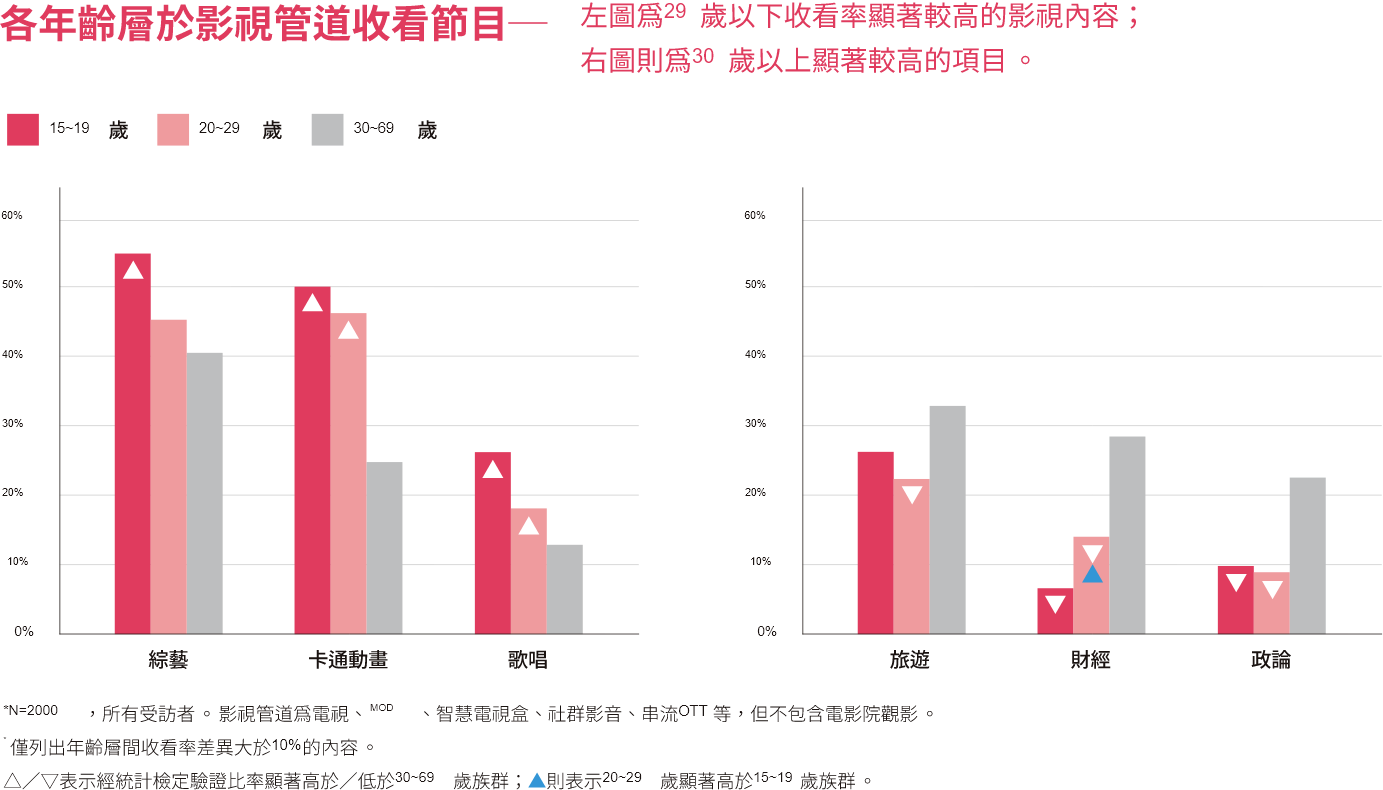 各年齡層於影視管道收看節目——
左圖爲29 歲以下收看率顯著較高的影視內容；
右圖則爲30 歲以上顯著較高的項目。
15~19 歲 20~29 歲 30~69 歲
60%
50%
40%
30%
20%
10%
0%
綜藝 卡通動畫 歌唱
60%
50%
40%
30%
20%
10%
0%
旅遊 財經 政論
*N=2000 ，所有受訪者。影視管道爲電視、MOD 、智慧電視盒、社群影音、串流OTT 等，但不包含電影院觀影。
*僅列出年齡層間收看率差異大於10%的內容。
△／▽表示經統計檢定驗證比率顯著高於／低於30~69 歲族群；▲則表示20~29 歲顯著高於15~19 歲族群。